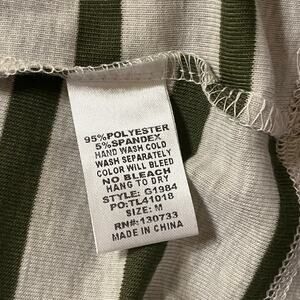 95%POLYESTER
5%SPANDEX
HAND WASH COLD
WASH SEPARATELY
COLOR WILL BLEED
NO BLEACH
HANG TO DRY
STYLE: G1984
PO:TL41018
SIZE: M
RN#:130733
MADE IN CHINA